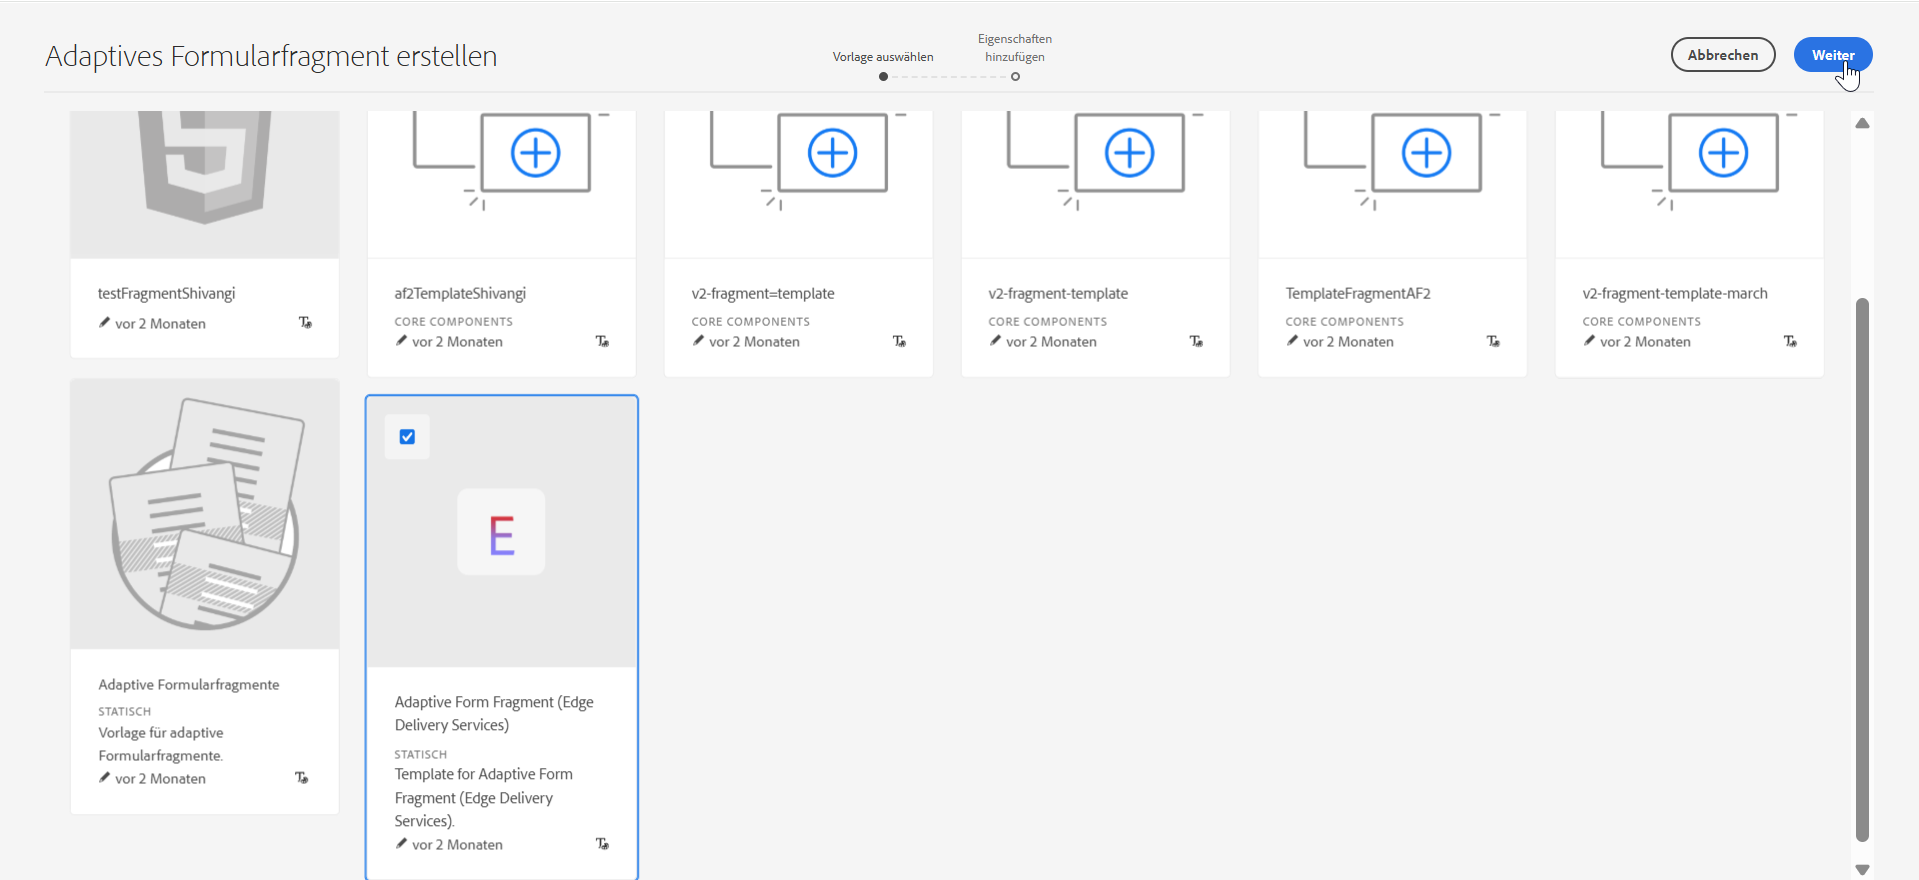 Adaptives Formularfragment erstellen
Vorlage auswählen
Eigenschaften
hinzufügen
Abbrechen
Weiter
testFragmentShivangi
vor 2 Monaten
af2TemplateShivangi
CORE COMPONENTS
vor 2 Monaten
v2-fragment=template
CORE COMPONENTS
vor 2 Monaten
v2-fragment-template
CORE COMPONENTS
vor 2 Monaten
TemplateFragmentAF2
CORE COMPONENTS
vor 2 Monaten
v2-fragment-template-march
CORE COMPONENTS
vor 2 Monaten
Adaptive Formularfragmente
STATISCH
Vorlage für adaptive
Formularfragmente.
vor 2 Monaten
E
Adaptive Form Fragment (Edge
Delivery Services)
STATISCH
Template for Adaptive Form
Fragment (Edge Delivery
Services).
vor 2 Monaten